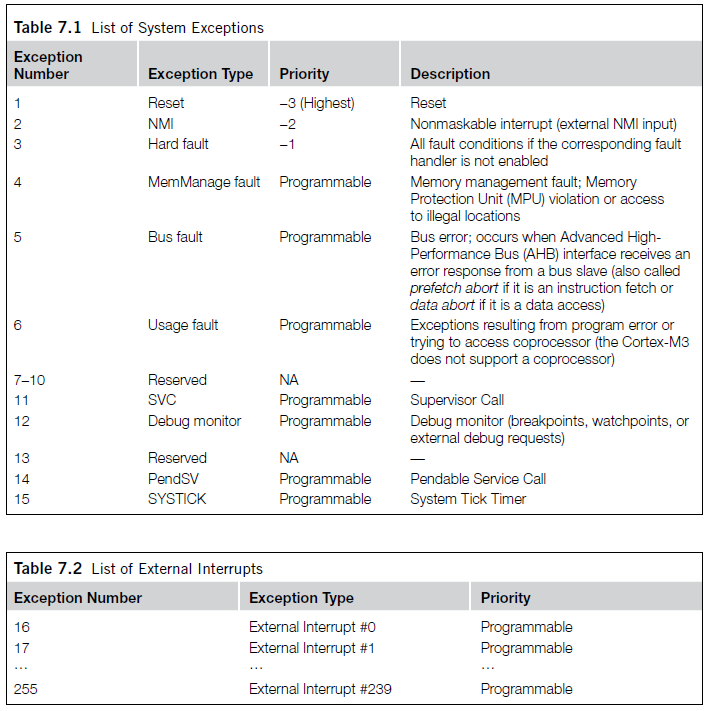 Table 7.1 List of System Exceptions
Exception
Number Exception Type Priority Description
1 Reset −3 (Highest) Reset
2 NMI −2 Nonmaskable interrupt (external NMI input)
3 Hard fault −1 All fault conditions if the corresponding fault
handler is not enabled
4 MemManage fault Programmable Memory management fault; Memory
Protection Unit (MPU) violation or access
to illegal locations
5 Bus fault Programmable Bus error; occurs when Advanced High-
Performance Bus (AHB) interface receives an
error response from a bus slave (also called
prefetch abort if it is an instruction fetch or
data abort if it is a data access)
6 Usage fault Programmable Exceptions resulting from program error or
trying to access coprocessor (the Cortex-M3
does not support a coprocessor)
7–10 Reserved NA —
11 SVC Programmable Supervisor Call
12 Debug monitor Programmable Debug monitor (breakpoints, watchpoints, or
external debug requests)
13 Reserved NA —
14 PendSV Programmable Pendable Service Call
15 SYSTICK Programmable System Tick Timer
Table 7.2 List of External Interrupts
Exception Number Exception Type Priority
16 External Interrupt #0 Programmable
17 External Interrupt #1 Programmable
… … …
255 External Interrupt #239 Programmable